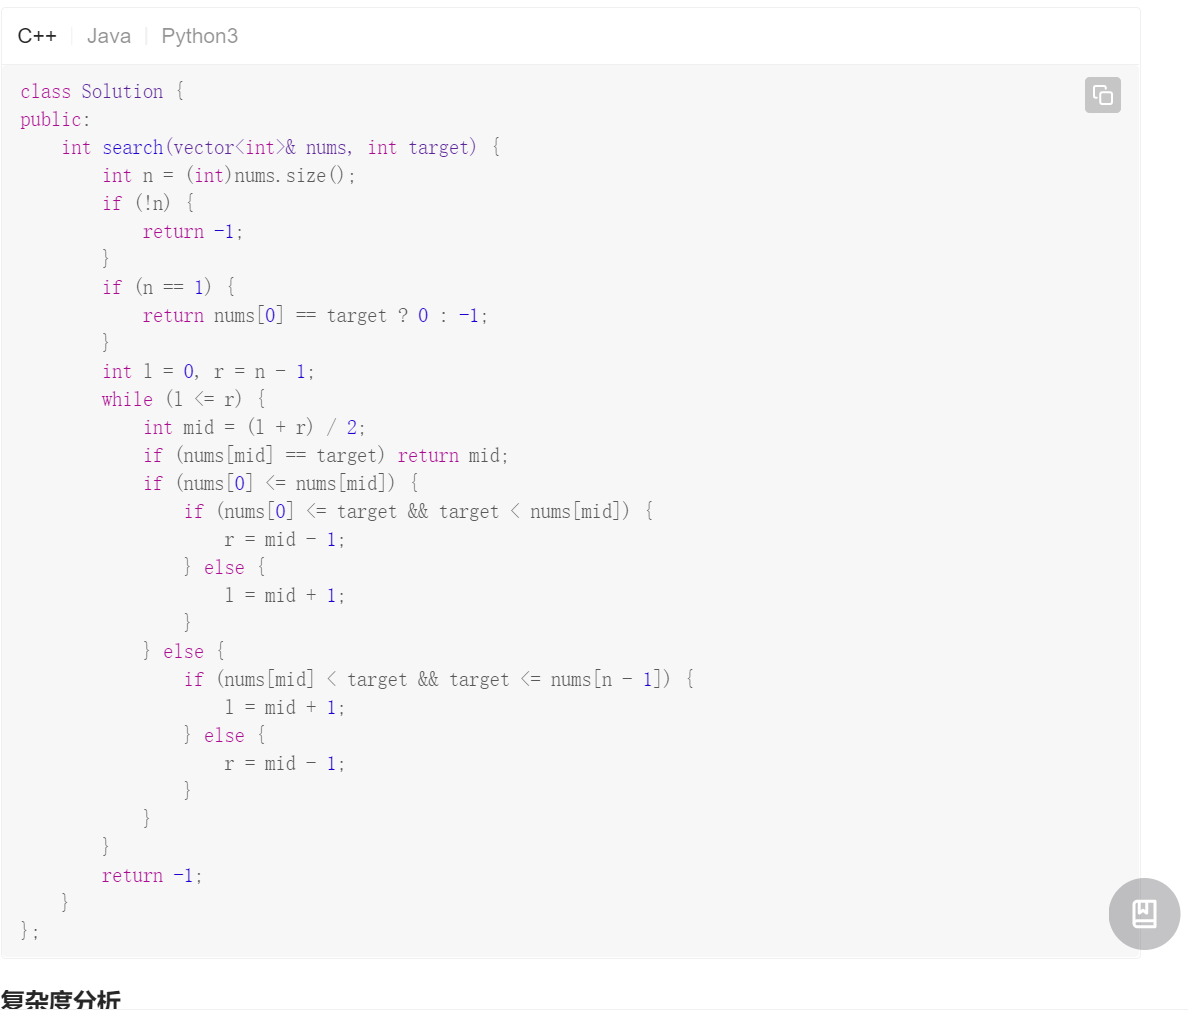 C++ Java Python3
class Solution {
public:
    int search(vector<int>& nums, int target) {
        int n = (int)nums.size();
        if (!n) {
            return -1;
        }
        if (n == 1) {
            return nums[0] == target ? 0 : -1;
        }
        int l = 0, r = n - 1;
        while (l <= r) {
            int mid = (l + r) / 2;
            if (nums[mid] == target) return mid;
            if (nums[0] <= nums[mid]) {
                if (nums[0] <= target && target < nums[mid]) {
                    r = mid - 1;
                } else {
                    l = mid + 1;
                }
            } else {
                if (nums[mid] < target && target <= nums[n - 1]) {
                    l = mid + 1;
                } else {
                    r = mid - 1;
                }
            }
        }
        return -1;
    }
};
复杂度分析